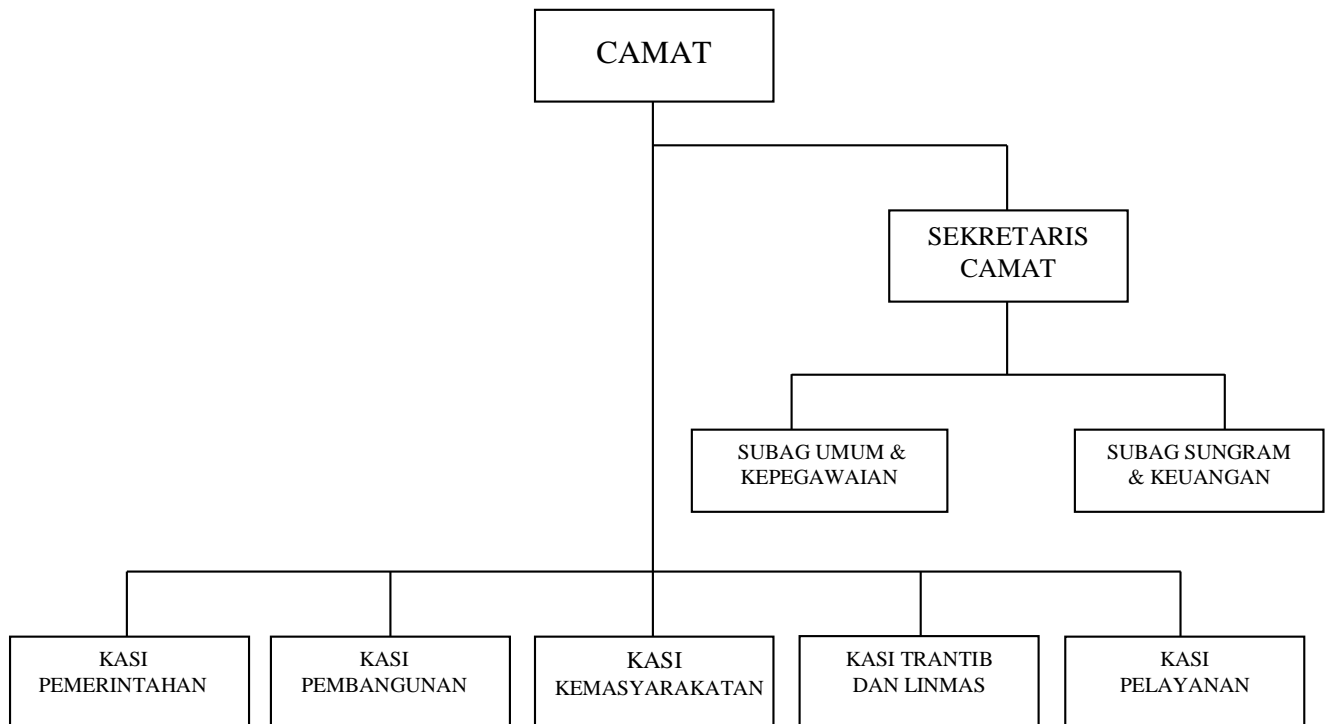 CAMAT
SEKRETARIS
CAMAT
SUBAG UMUM &
KEPEGAWAIAN
SUBAG SUNGRAM
& KEUANGAN
KASI
PEMERINTAHAN
KASI
PEMBANGUNAN
KASI
KEMASYARAKATAN
KASI TRANTIB
DAN LINMAS
KASI
PELAYANAN